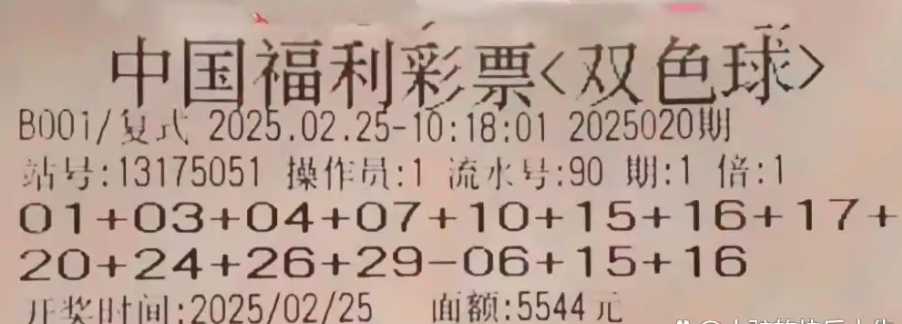 中国福利彩票<双色球>
B001/复式 2025.02.25-10:18:01 2025020期
站号:13175051 操作员:1 流水号:90 期:1 倍:1
01+03+04+07+10+15+16+17+
20+24+26+29-06+15+16
开奖时间:2025/02/25 面额:5544元